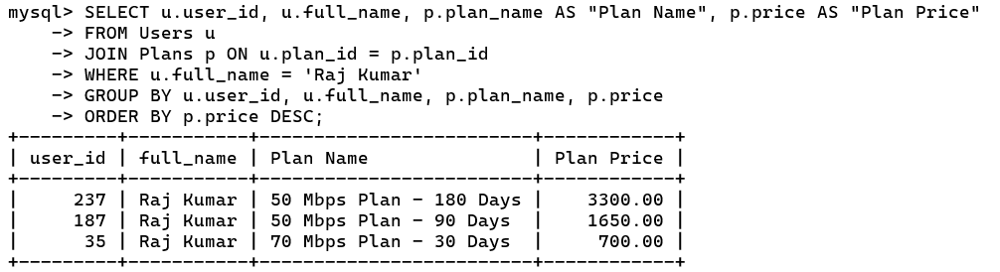 mysql> SELECT u.user_id, u.full_name, p.plan_name AS "Plan Name", p.price AS "Plan Price"
    -> FROM Users u
    -> JOIN Plans p ON u.plan_id = p.plan_id
    -> WHERE u.full_name = 'Raj Kumar'
    -> GROUP BY u.user_id, u.full_name, p.plan_name, p.price
    -> ORDER BY p.price DESC;
+---------+-----------+--------------------------+------------+
| user_id | full_name | Plan Name                | Plan Price |
+---------+-----------+--------------------------+------------+
|     237 | Raj Kumar | 50 Mbps Plan - 180 Days |    3300.00 |
|     187 | Raj Kumar | 50 Mbps Plan - 90 Days  |    1650.00 |
|      35 | Raj Kumar | 70 Mbps Plan - 30 Days  |     700.00 |
+---------+-----------+--------------------------+------------+